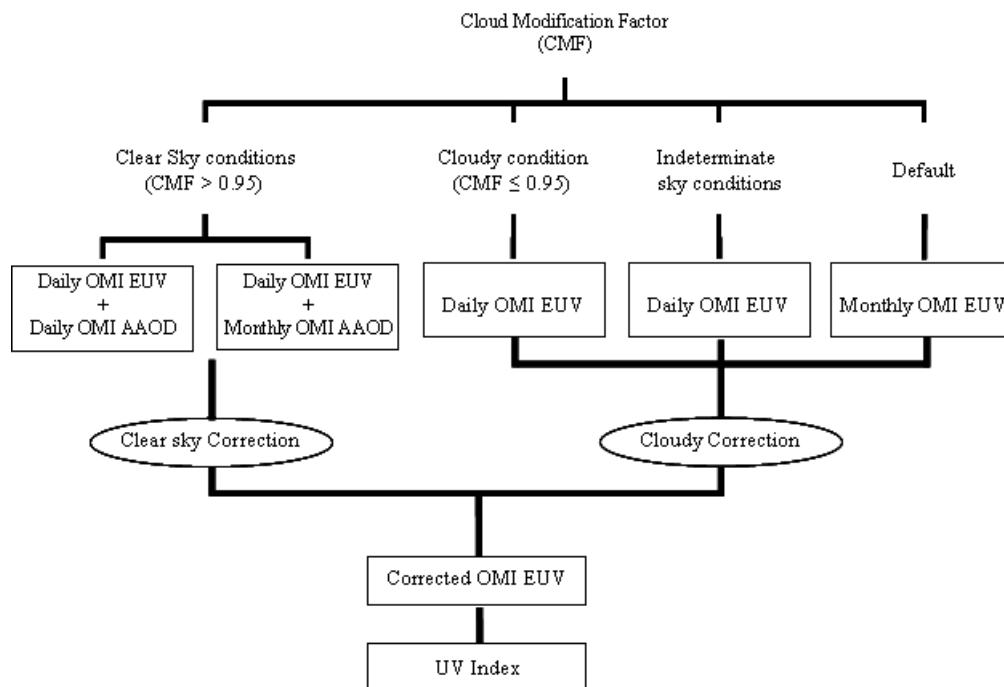 Cloud Modification Factor
(CMF)
Clear Sky conditions
(CMF > 0.95)
Cloudy condition
(CMF ≤ 0.95)
Indeterminate
sky conditions
Default
Daily OMI EUV
+
Daily OMI AAOD
Daily OMI EUV
+
Monthly OMI AAOD
Daily OMI EUV
Daily OMI EUV
Monthly OMI EUV
Clear sky Correction
Cloudy Correction
Corrected OMI EUV
UV Index